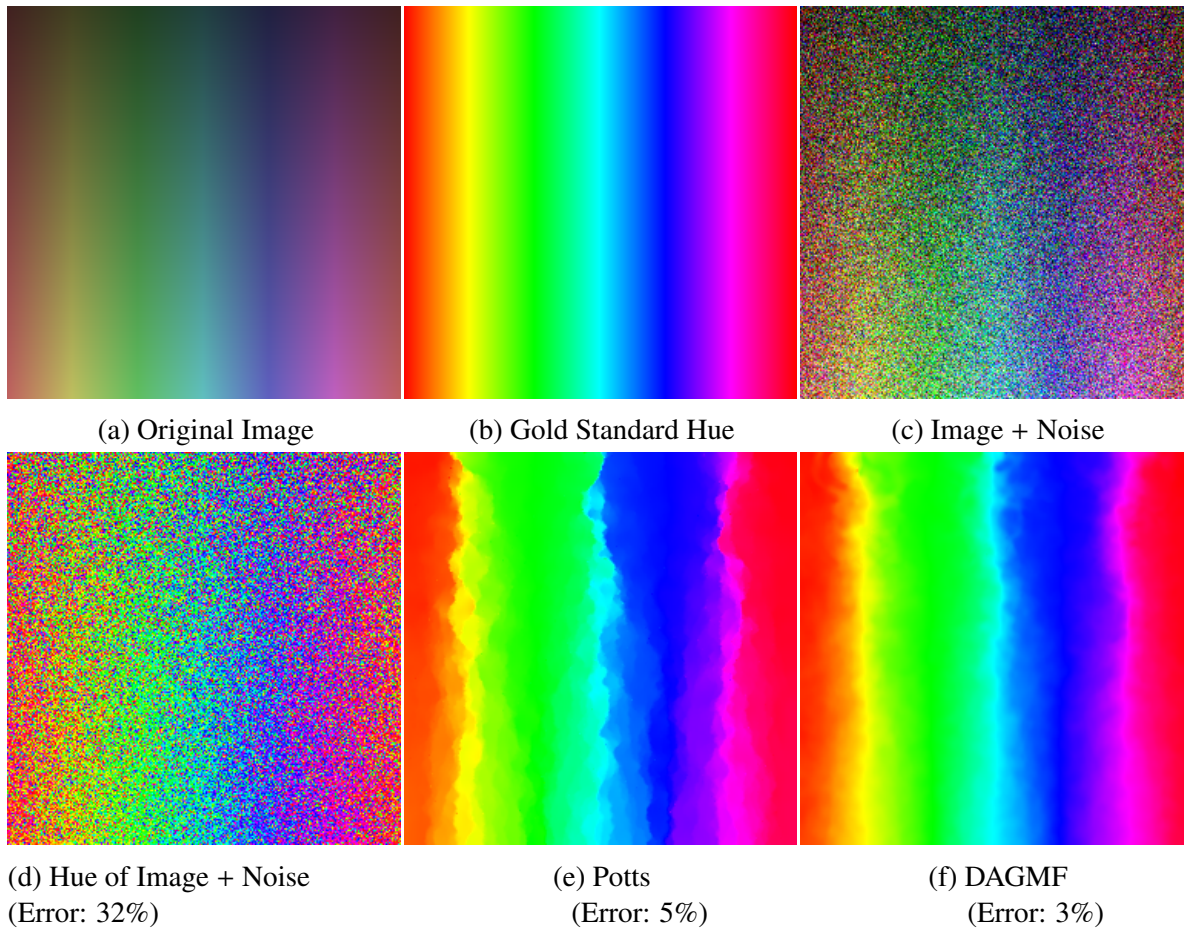 (a) Original Image
(b) Gold Standard Hue
(c) Image + Noise
(d) Hue of Image + Noise
(Error: 32%)
(e) Potts
(Error: 5%)
(f) DAGMF
(Error: 3%)